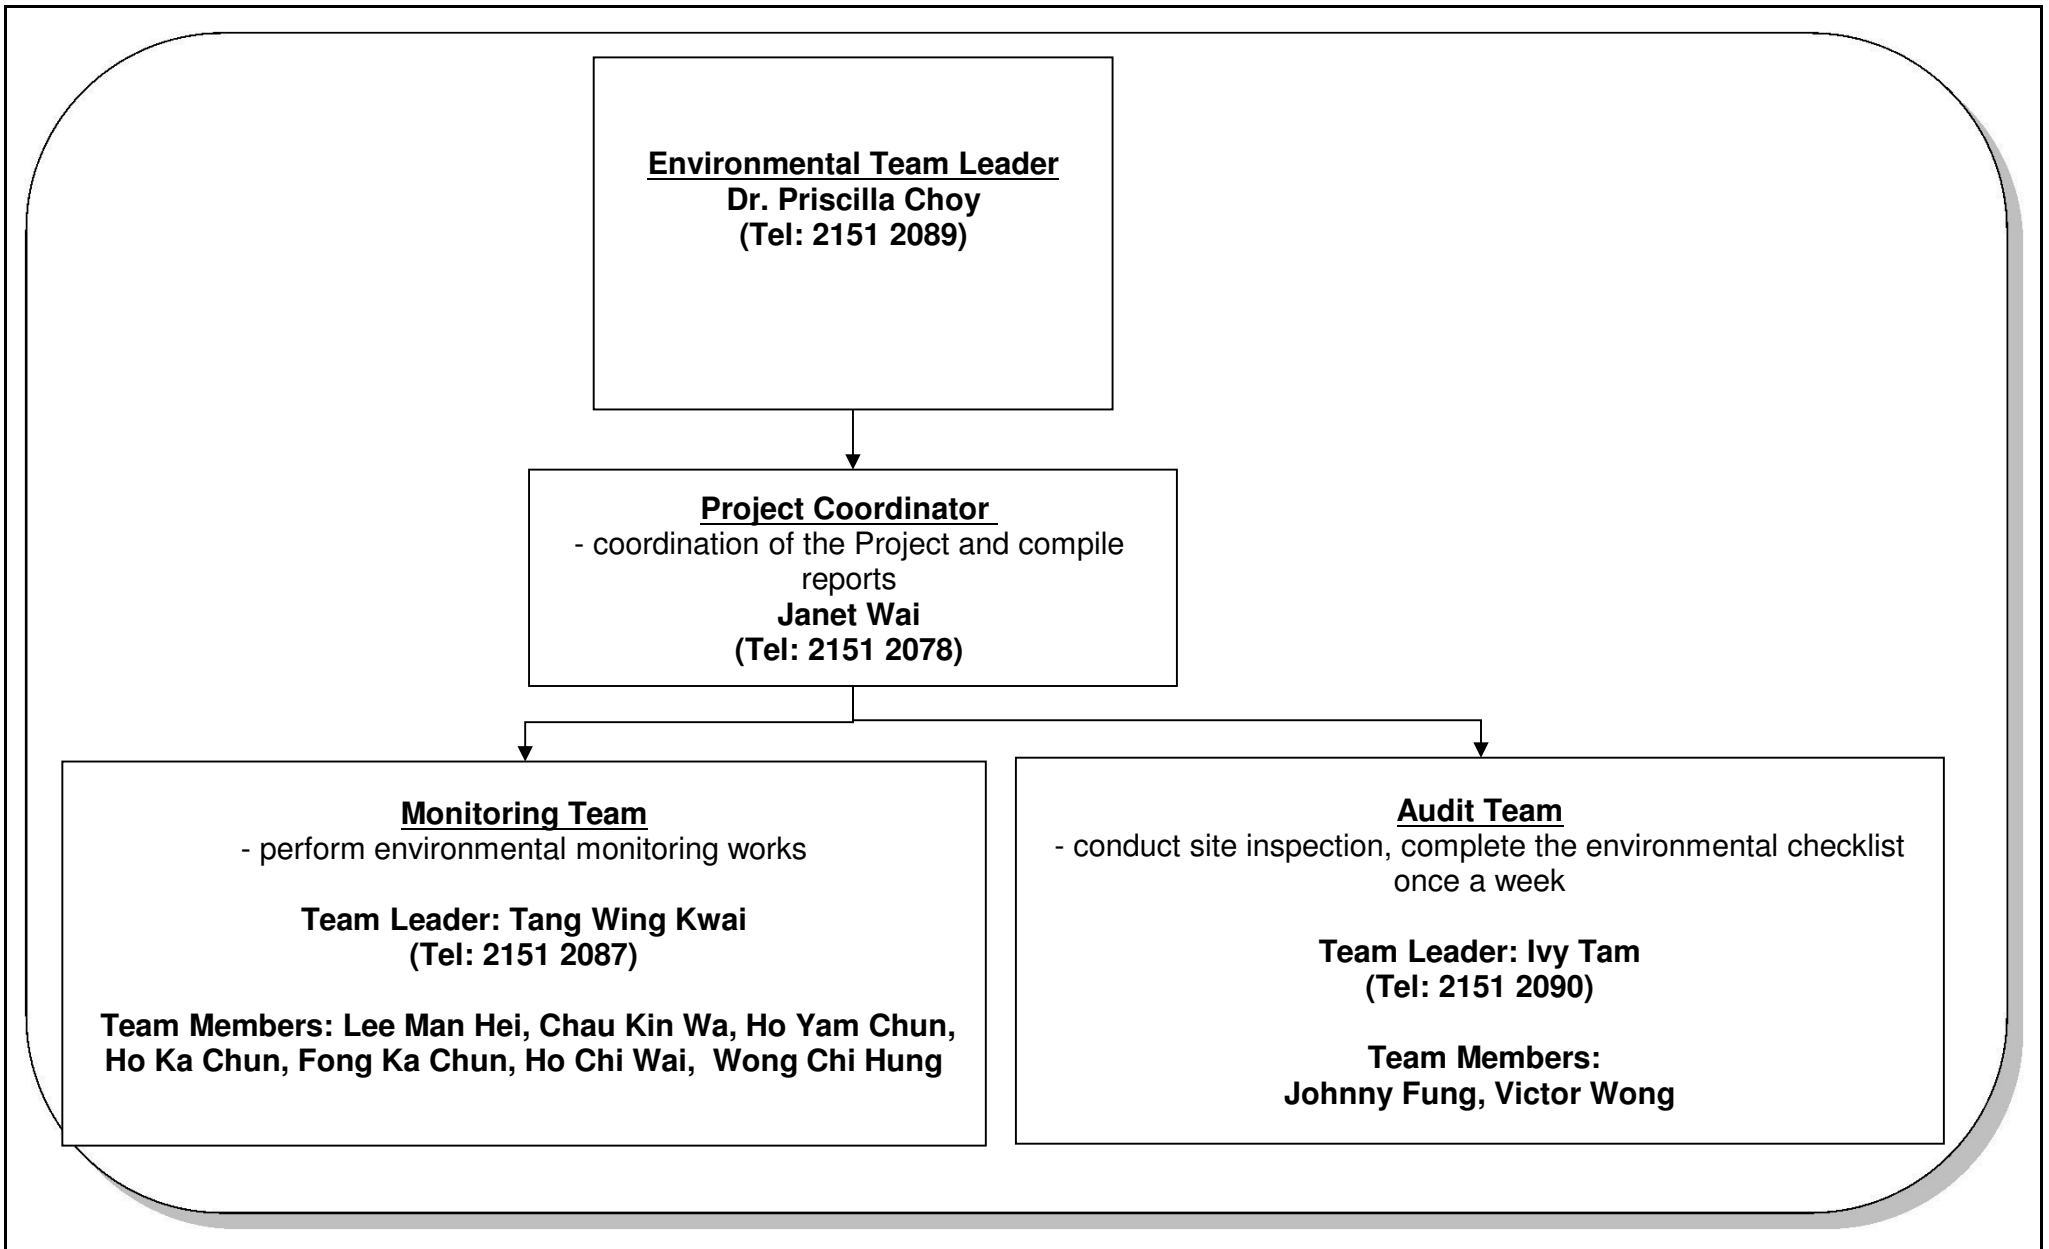 Environmental Team Leader
Dr. Priscilla Choy
(Tel: 2151 2089)
Project Coordinator
- coordination of the Project and compile
reports
Janet Wai
(Tel: 2151 2078)
Monitoring Team
- perform environmental monitoring works
Team Leader: Tang Wing Kwai
(Tel: 2151 2087)
Team Members: Lee Man Hei, Chau Kin Wa, Ho Yam Chun,
Ho Ka Chun, Fong Ka Chun, Ho Chi Wai,  Wong Chi Hung
Audit Team
- conduct site inspection, complete the environmental checklist
once a week
Team Leader: Ivy Tam
(Tel: 2151 2090)
Team Members:
Johnny Fung, Victor Wong